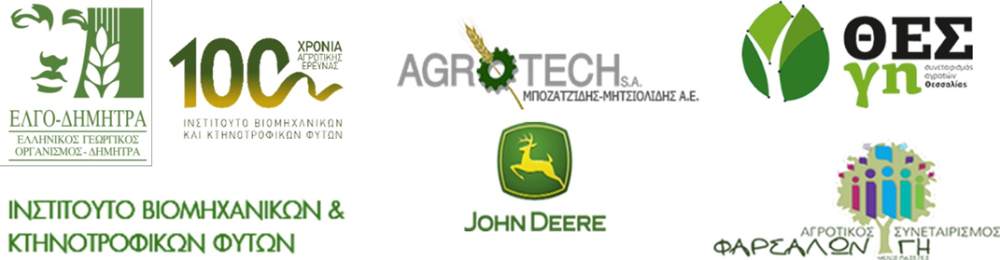 ΕΛΓΟ-ΔΗΜΗΤΡΑ
ΕΛΛΗΝΙΚΟΣ ΓΕΩΡΓΙΚΟΣ
ΟΡΓΑΝΙΣΜΟΣ - ΔΗΜΗΤΡΑ
100 ΧΡΟΝΙΑ
ΑΓΡΟΤΙΚΗΣ
ΕΡΕΥΝΑΣ
ΙΝΣΤΙΤΟΥΤΟ ΒΙΟΜΗΧΑΝΙΚΩΝ
ΚΑΙ ΚΤΗΝΟΤΡΟΦΙΚΩΝ ΦΥΤΩΝ
ΙΝΣΤΙΤΟΥΤΟ ΒΙΟΜΗΧΑΝΙΚΩΝ &
ΚΤΗΝΟΤΡΟΦΙΚΩΝ ΦΥΤΩΝ
AGROTECH S.A.
ΜΠΟΖΑΤΖΙΔΗΣ-ΜΗΤΣΙΟΛΙΔΗΣ Α.Ε.
JOHN DEERE
ΘΕΣ
γη
συνεταιρισμός
αγροτών
Θεσσαλίας
ΑΓΡΟΤΙΚΟΣ ΣΥΝΕΤΑΙΡΙΣΜΟΣ
ΦΑΡΣΑΛΩΝ ΓΗ